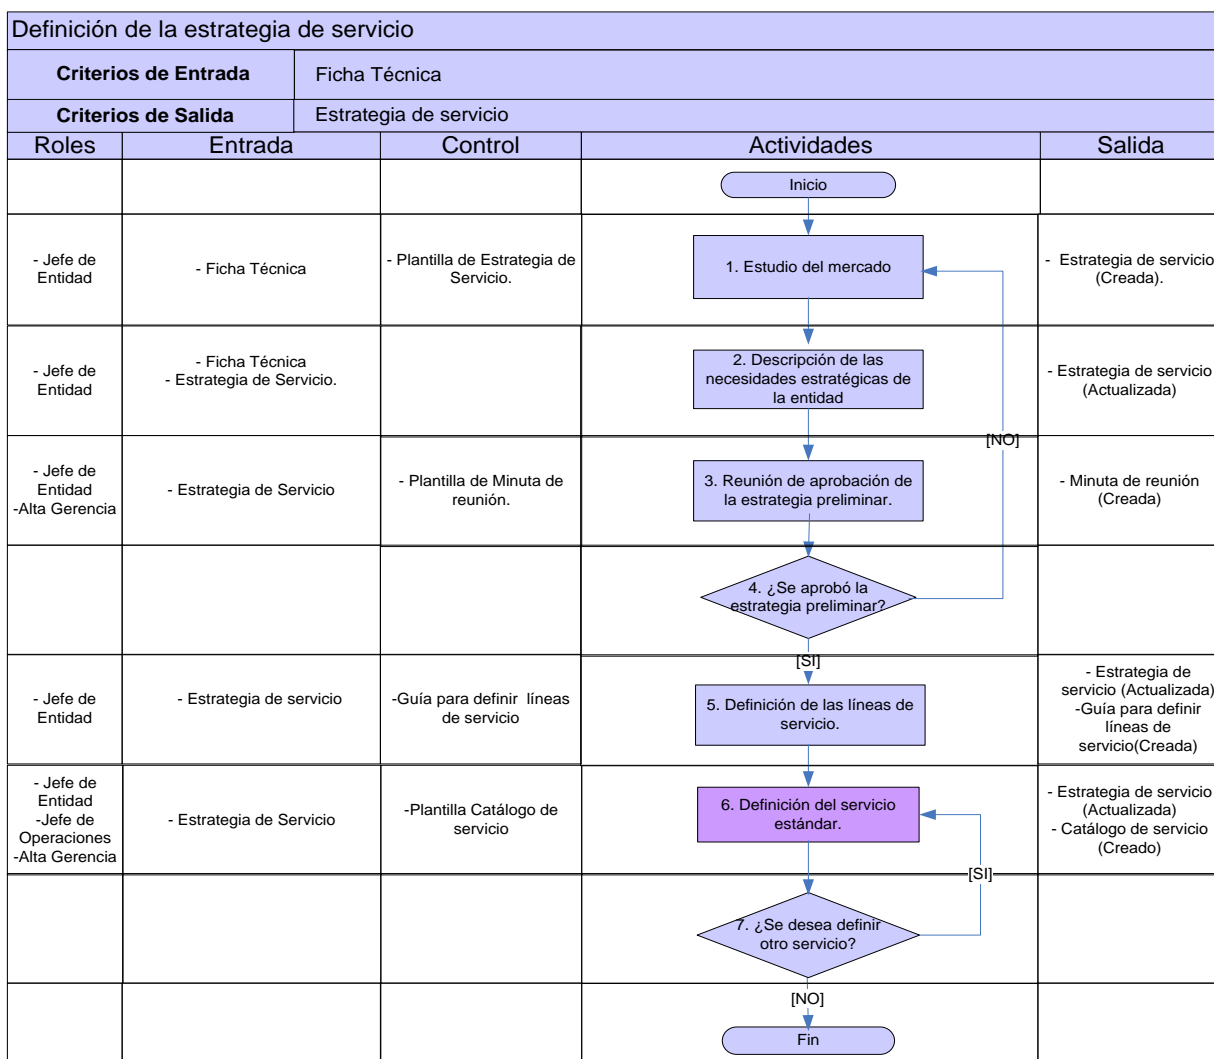 Definición de la estrategia de servicio
Criterios de Entrada
Ficha Técnica
Criterios de Salida
Estrategia de servicio
Roles
Entrada
Control
Actividades
Salida
Inicio
- Jefe de
Entidad
- Ficha Técnica
- Plantilla de Estrategia de
Servicio.
1. Estudio del mercado
- Estrategia de servicio
(Creada).
- Jefe de
Entidad
- Ficha Técnica
- Estrategia de Servicio.
2. Descripción de las
necesidades estratégicas de
la entidad
- Estrategia de servicio
(Actualizada)
[NO]
- Jefe de
Entidad
-Alta Gerencia
- Estrategia de Servicio
- Plantilla de Minuta de
reunión.
3. Reunión de aprobación de
la estrategia preliminar.
- Minuta de reunión
(Creada)
4. ¿Se aprobó la
estrategia preliminar?
[SI]
- Jefe de
Entidad
- Estrategia de servicio
-Guía para definir líneas
de servicio
5. Definición de las líneas de
servicio.
- Estrategia de
servicio (Actualizada)
-Guía para definir
líneas de
servicio(Creada)
- Jefe de
Entidad
-Jefe de
Operaciones
-Alta Gerencia
- Estrategia de Servicio
-Plantilla Catálogo de
servicio
6. Definición del servicio
estándar.
- Estrategia de servicio
(Actualizada)
- Catálogo de servicio
(Creado)
[SI]
7. ¿Se desea definir
otro servicio?
[NO]
Fin